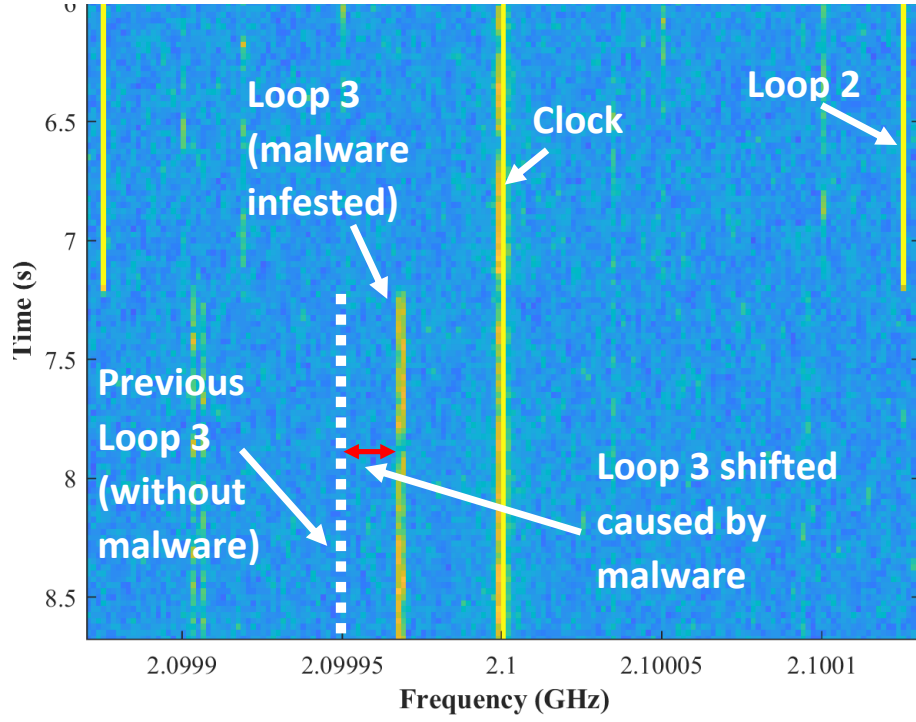 6
6.5
7
7.5
8
8.5
Time (s)
Loop 3
(malware
infested)
Clock
Loop 2
Previous
Loop 3
(without
malware)
Loop 3 shifted
caused by
malware
2.0999
2.09995
2.1
2.10005
2.1001
Frequency (GHz)